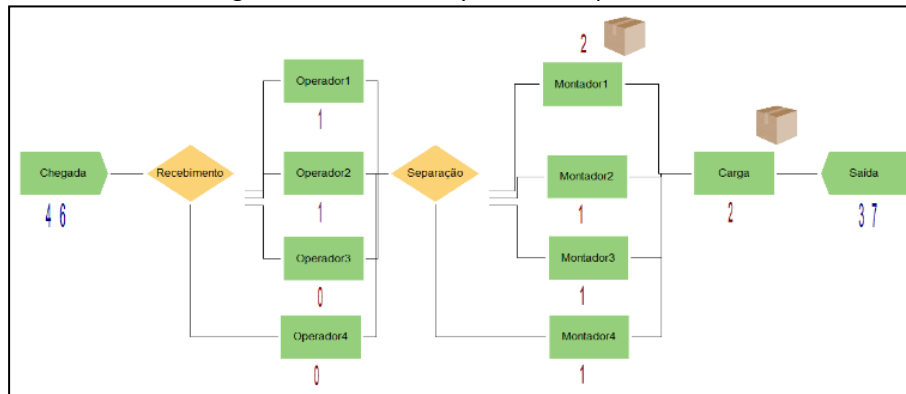 Operador1
1
2
Montador1
Chegada
4 6
Recebimento
Operador2
1
Separação
Montador2
1
Carga
2
Saída
3 7
Operador3
0
Montador3
1
Operador4
0
Montador4
1